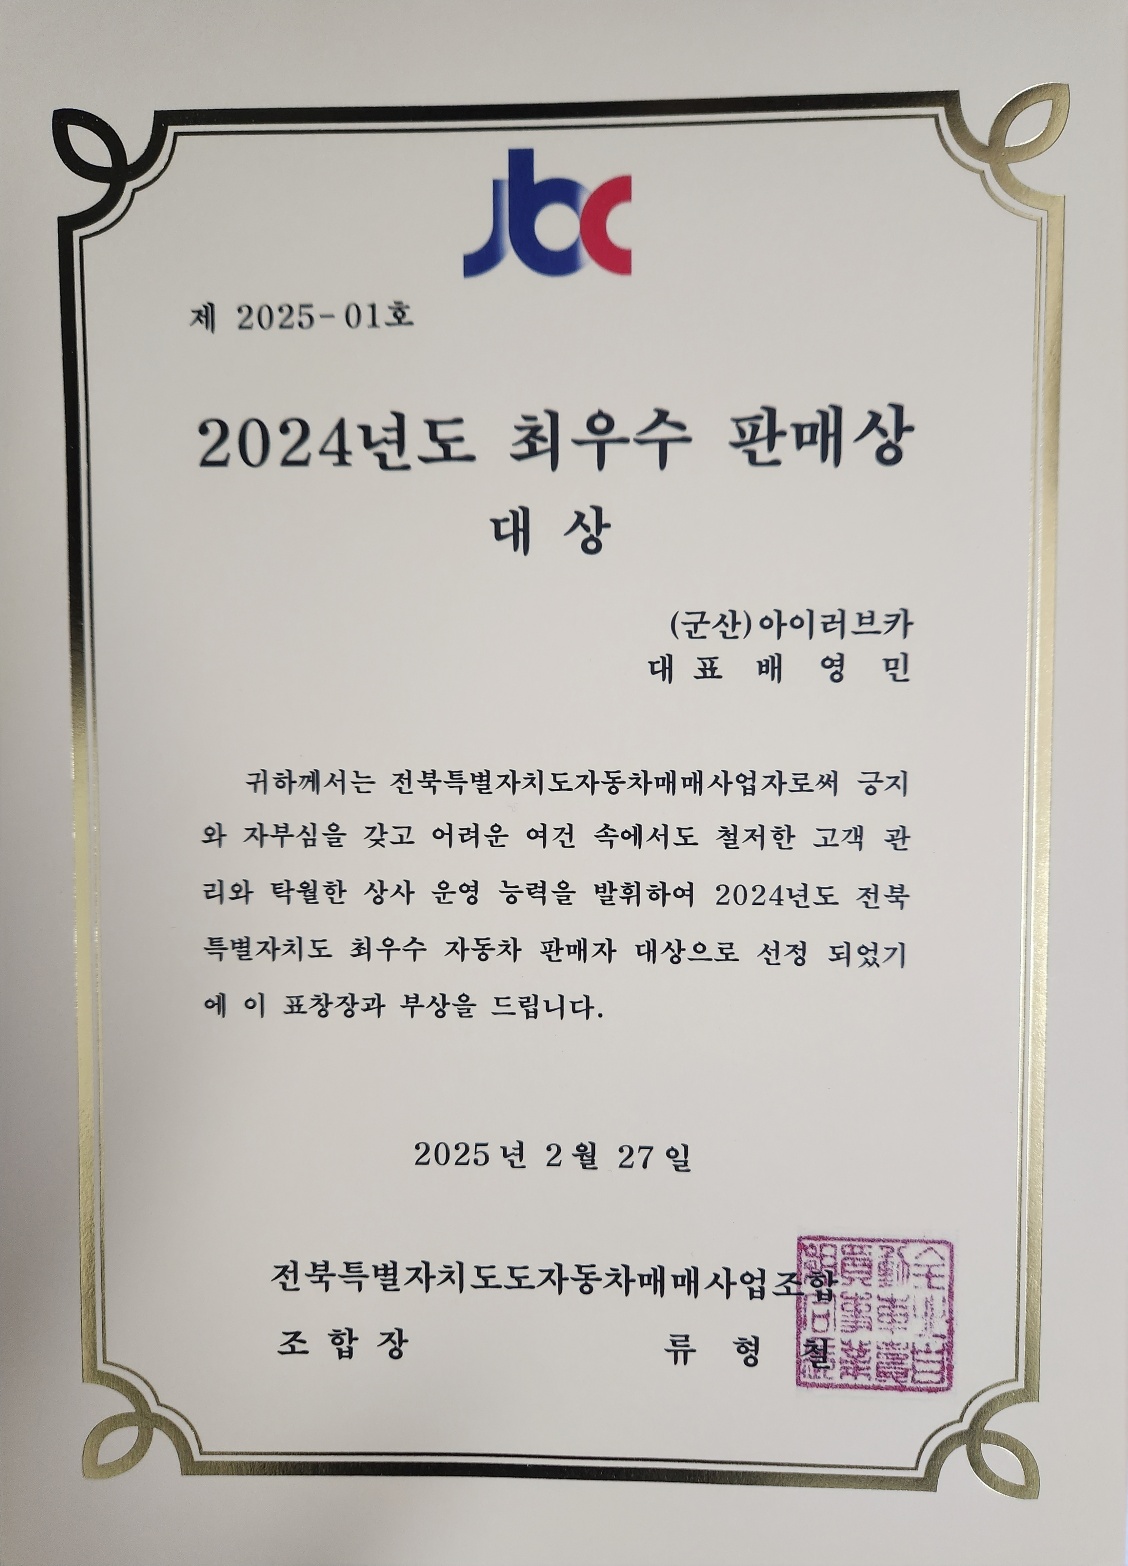 jbc
제 2025-01호
2024년도 최우수 판매상
대 상
(군산)아이러브카
대 표 배 영 민
귀하께서는 전북특별자치도자동차매매사업자로써 긍지
와 자부심을 갖고 어려운 여건 속에서도 철저한 고객 관
리와 탁월한 상사 운영 능력을 발휘하여 2024년도 전북
특별자치도 최우수 자동차 판매자 대상으로 선정 되었기
에 이 표창장과 부상을 드립니다.
2025년 2월 27일
전북특별자치도도자동차매매사업조합
조 합 장 류 형 철